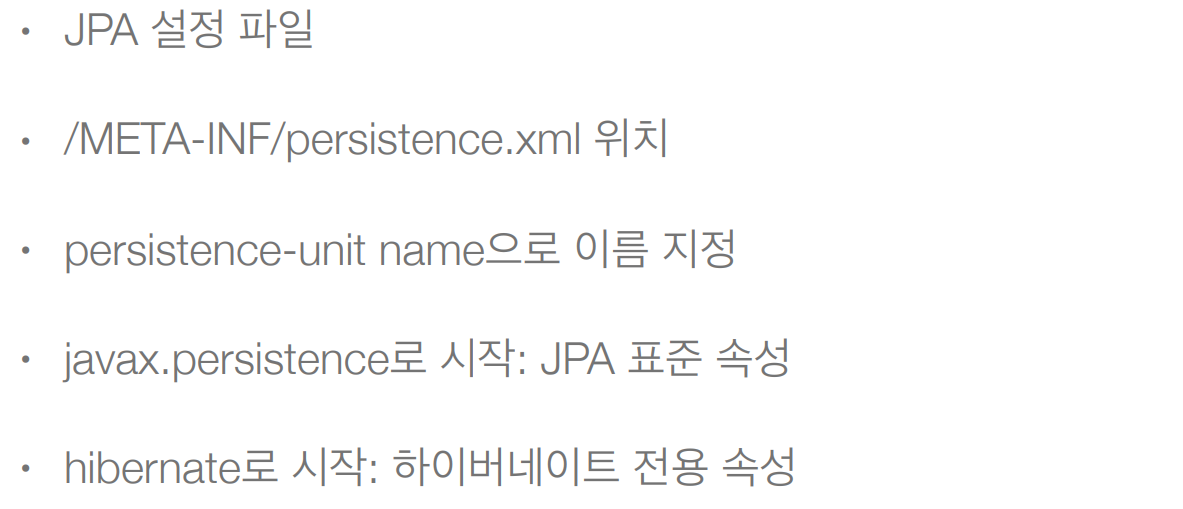 • JPA 설정 파일
• /META-INF/persistence.xml 위치
• persistence-unit name으로 이름 지정
• javax.persistence로 시작: JPA 표준 속성
• hibernate로 시작: 하이버네이트 전용 속성